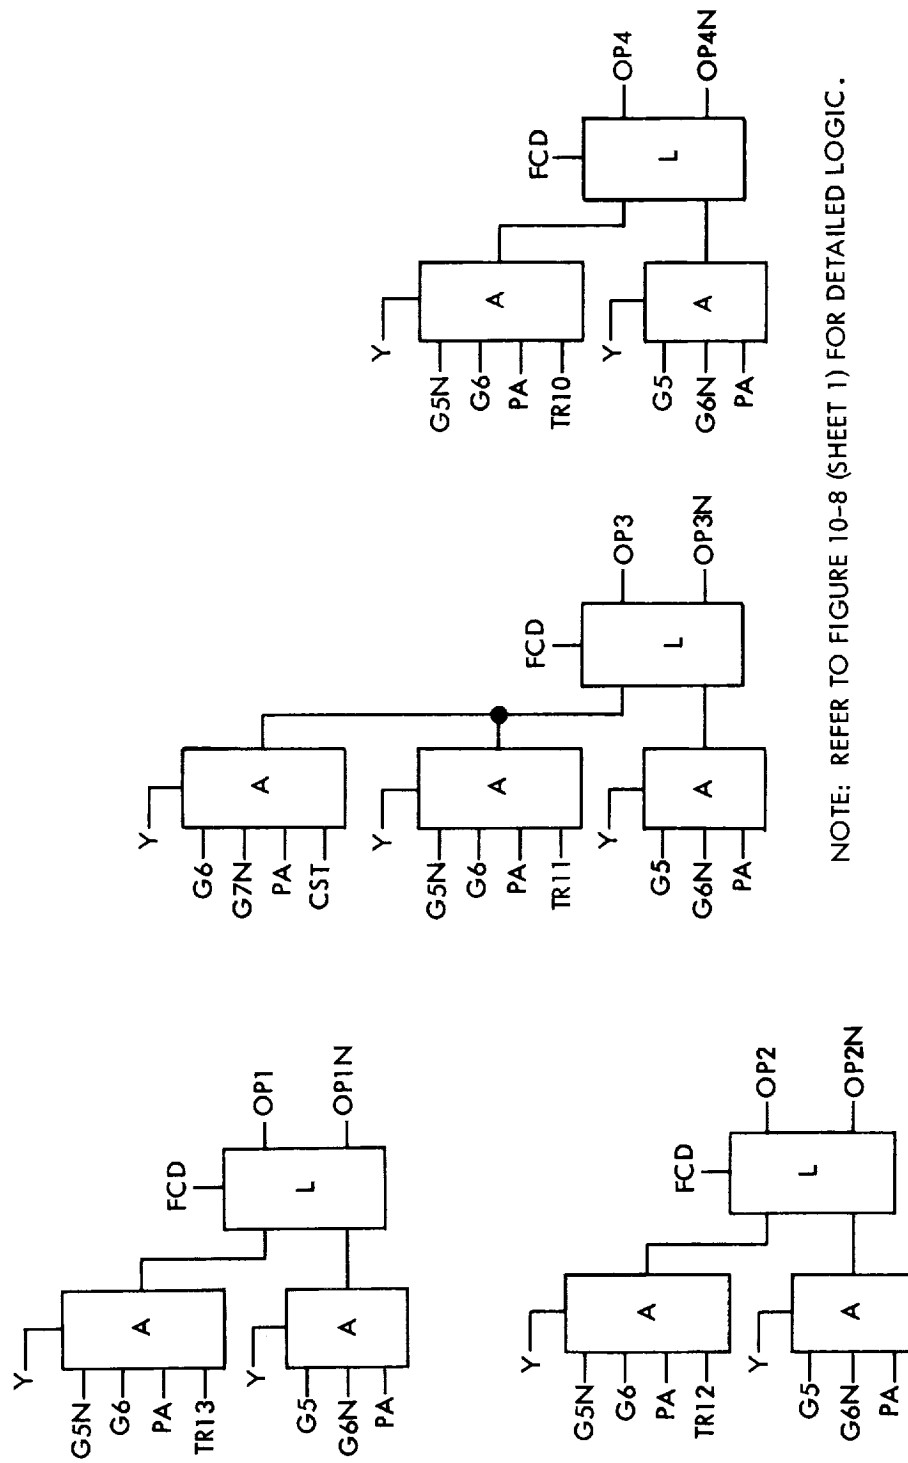 Y
G5N
G6
PA
TR13
A
FCD
L
OP1
OP1N
Y
G5
G6N
PA
A
Y
G5N
G6
PA
TR12
A
FCD
L
OP2
OP2N
Y
G5
G6N
PA
A
Y
G6
G7N
PA
CST
A
Y
G5N
G6
PA
TR11
A
FCD
L
OP3
OP3N
Y
G5
G6N
PA
A
Y
G5N
G6
PA
TR10
A
FCD
L
OP4
OP4N
Y
G5
G6N
PA
A
NOTE: REFER TO FIGURE 10-8 (SHEET 1) FOR DETAILED LOGIC.